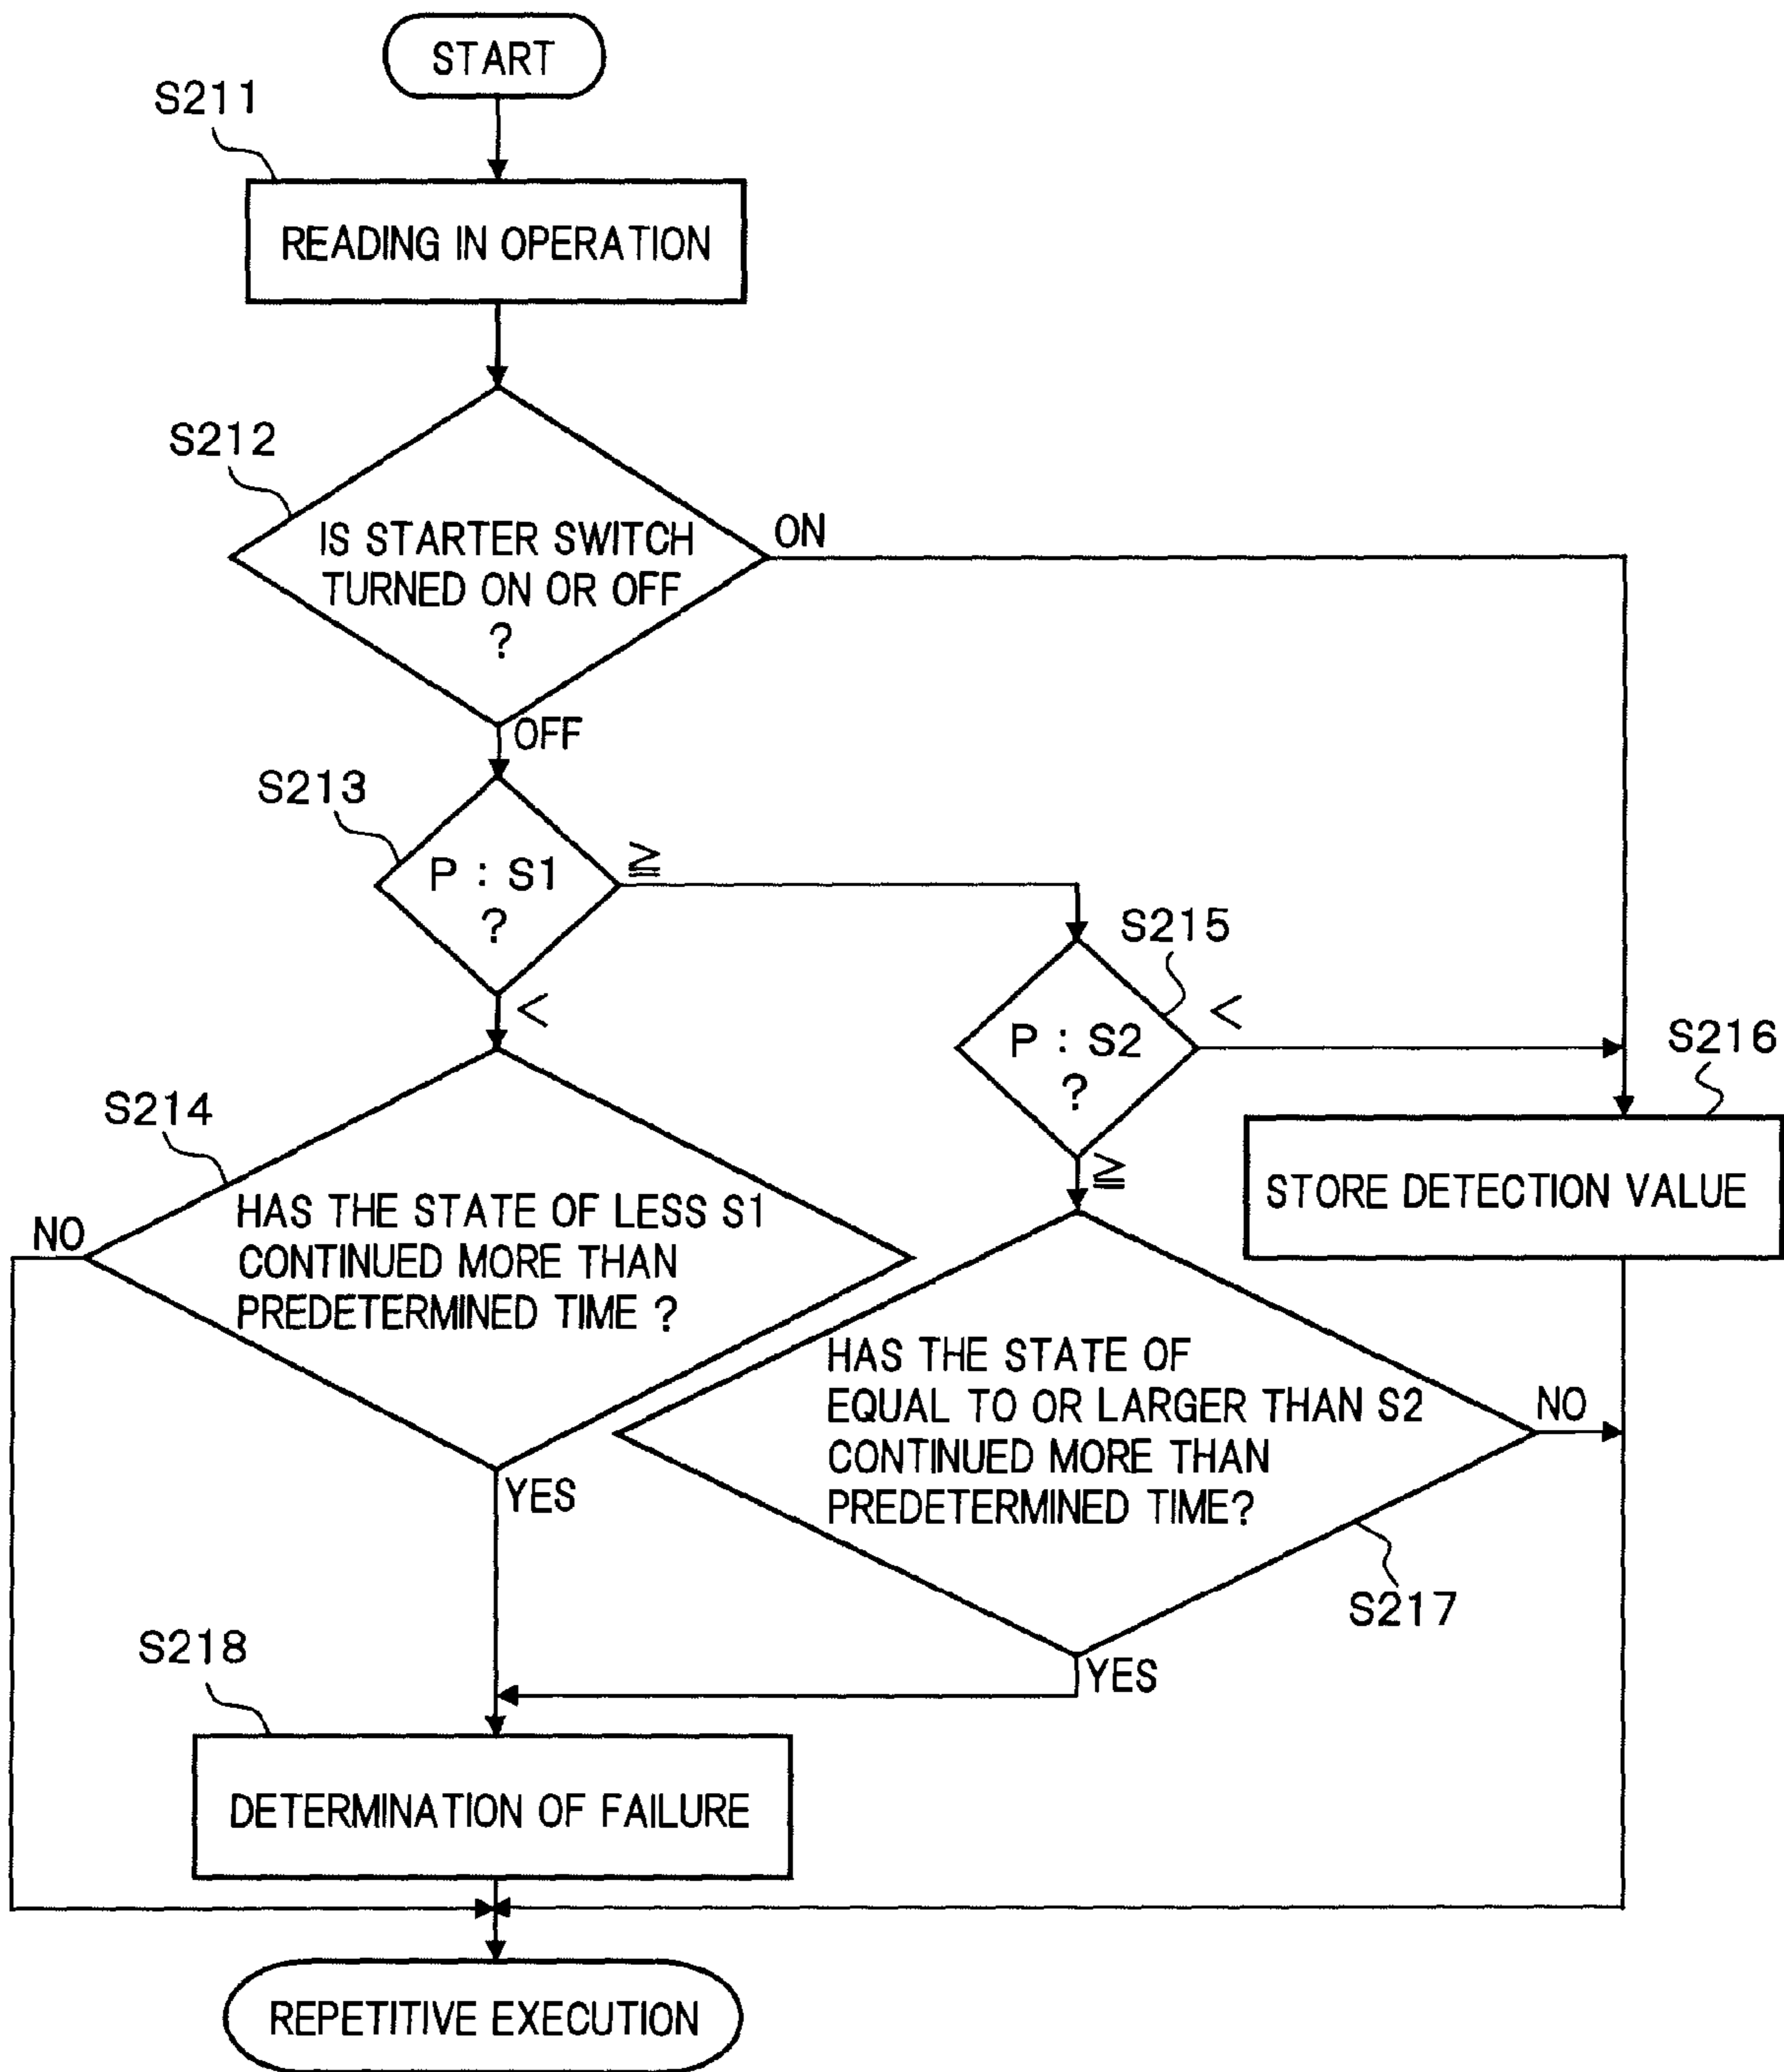 START
S211
READING IN OPERATION
S212
IS STARTER SWITCH
TURNED ON OR OFF
?
ON
OFF
S213
P : S1
?
≧
<
S215
P : S2
?
<
≧
S216
STORE DETECTION VALUE
S214
HAS THE STATE OF LESS S1
CONTINUED MORE THAN
PREDETERMINED TIME ?
NO
YES
HAS THE STATE OF
EQUAL TO OR LARGER THAN S2
CONTINUED MORE THAN
PREDETERMINED TIME?
NO
S217
YES
S218
DETERMINATION OF FAILURE
REPETITIVE EXECUTION